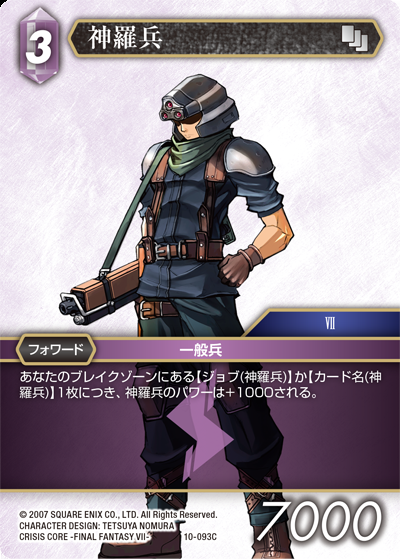 3
神羅兵
VII
フォワード
一般兵
あなたのブレイクゾーンにある【ジョブ(神羅兵)】か【カード名(神
羅兵)】1枚につき、神羅兵のパワーは+1000される。
© 2007 SQUARE ENIX CO., LTD. All Rights Reserved.
CHARACTER DESIGN: TETSUYA NOMURA
CRISIS CORE -FINAL FANTASY VII- 10-093C
7000